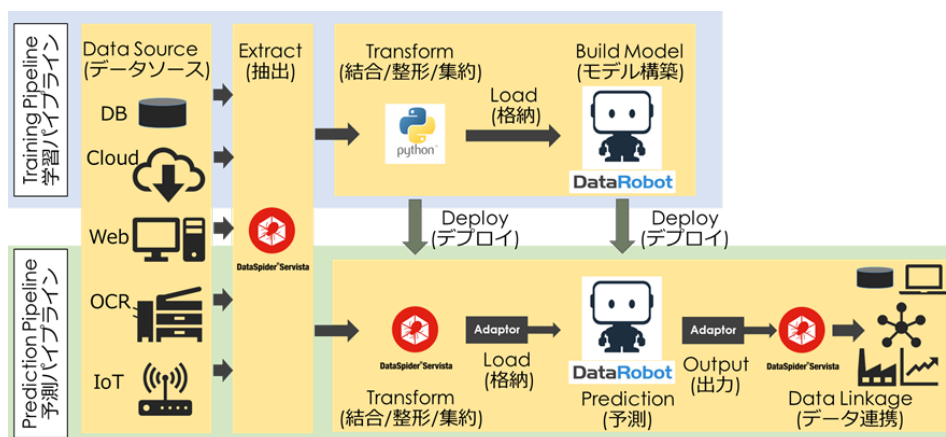 Training Pipeline
学習パイプライン
Data Source
(データソース)
DB
Cloud
Web
OCR
IoT
Extract
(抽出)
DataSpider Servista
Transform
(結合/整形/集約)
python
Load
(格納)
Build Model
(モデル構築)
DataRobot
Deploy
(デプロイ)
Deploy
(デプロイ)
Prediction Pipeline
予測パイプライン
DataSpider Servista
Transform
(結合/整形/集約)
Adaptor
Load
(格納)
DataRobot
Prediction
(予測)
Adaptor
Output
(出力)
DataSpider Servista
Data Linkage
(データ連携)